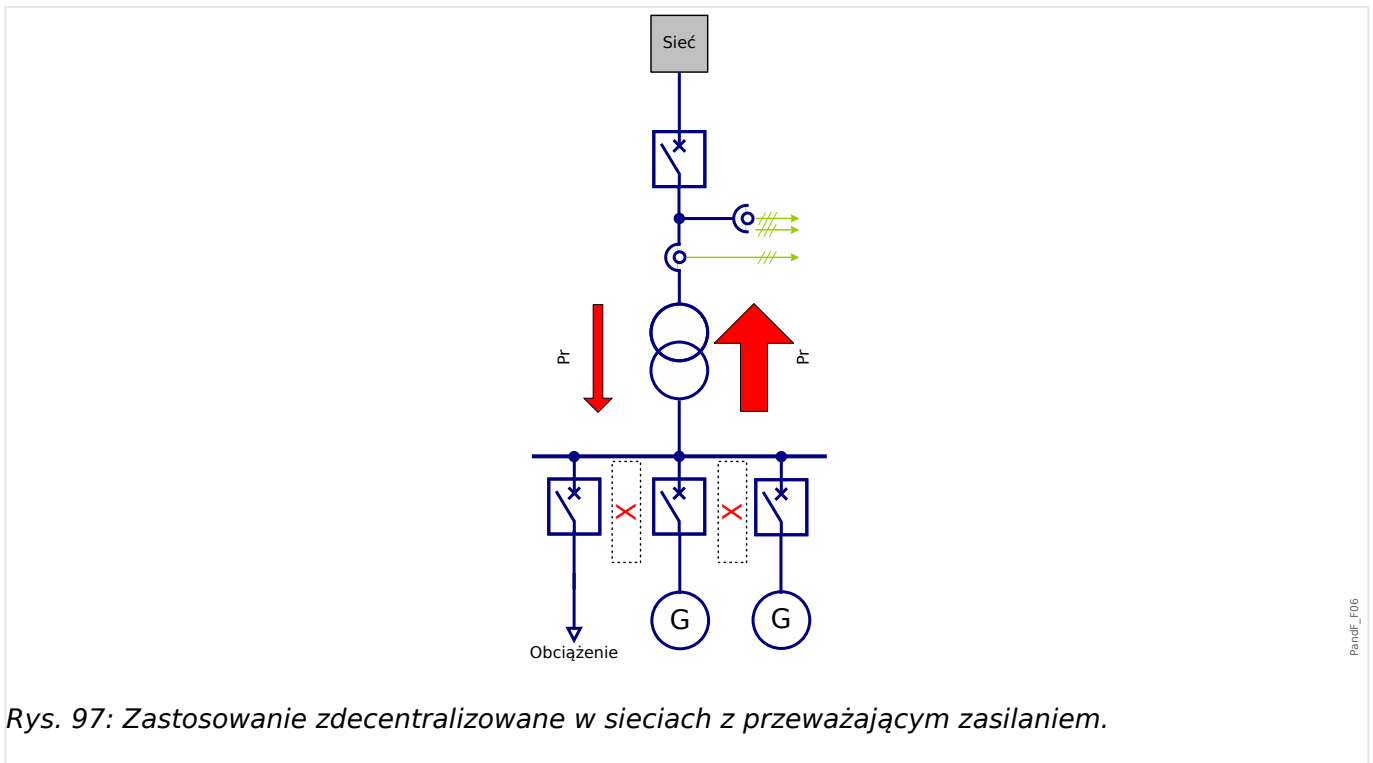 Sieć
Pr
Pr
G
G
Obciążenie
PandF_F06
Rys. 97: Zastosowanie zdecentralizowane w sieciach z przeważającym zasilaniem.